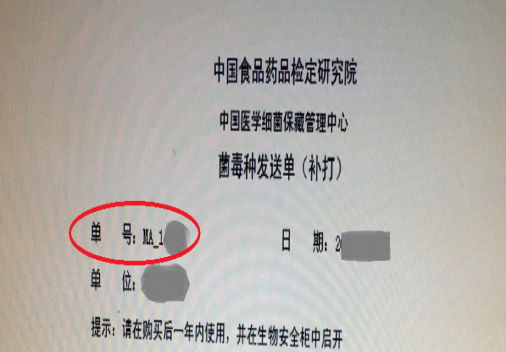 中国食品药品检定研究院
中国医学细菌保藏管理中心
菌毒种发送单（补打）
单 号：MA_1
日 期：2
单 位：
提示：请在购买后一年内使用，并在生物安全柜中启开